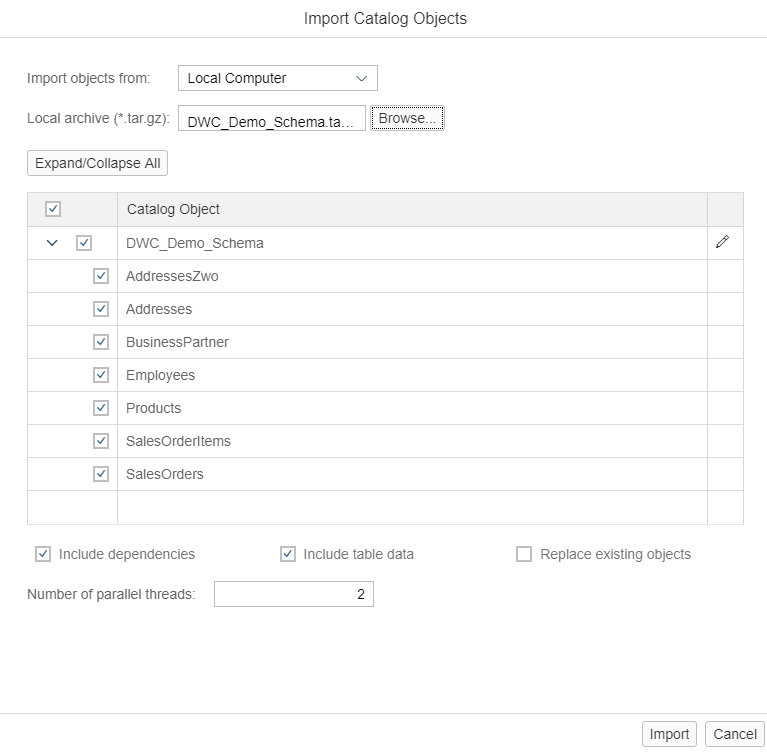 Import Catalog Objects
Import objects from: Local Computer
Local archive (*.tar.gz): DWC_Demo_Schema.ta... Browse...
Expand/Collapse All
Catalog Object
DWC_Demo_Schema
AddressesZwo
Addresses
BusinessPartner
Employees
Products
SalesOrderItems
SalesOrders
Include dependencies Include table data Replace existing objects
Number of parallel threads: 2
Import Cancel